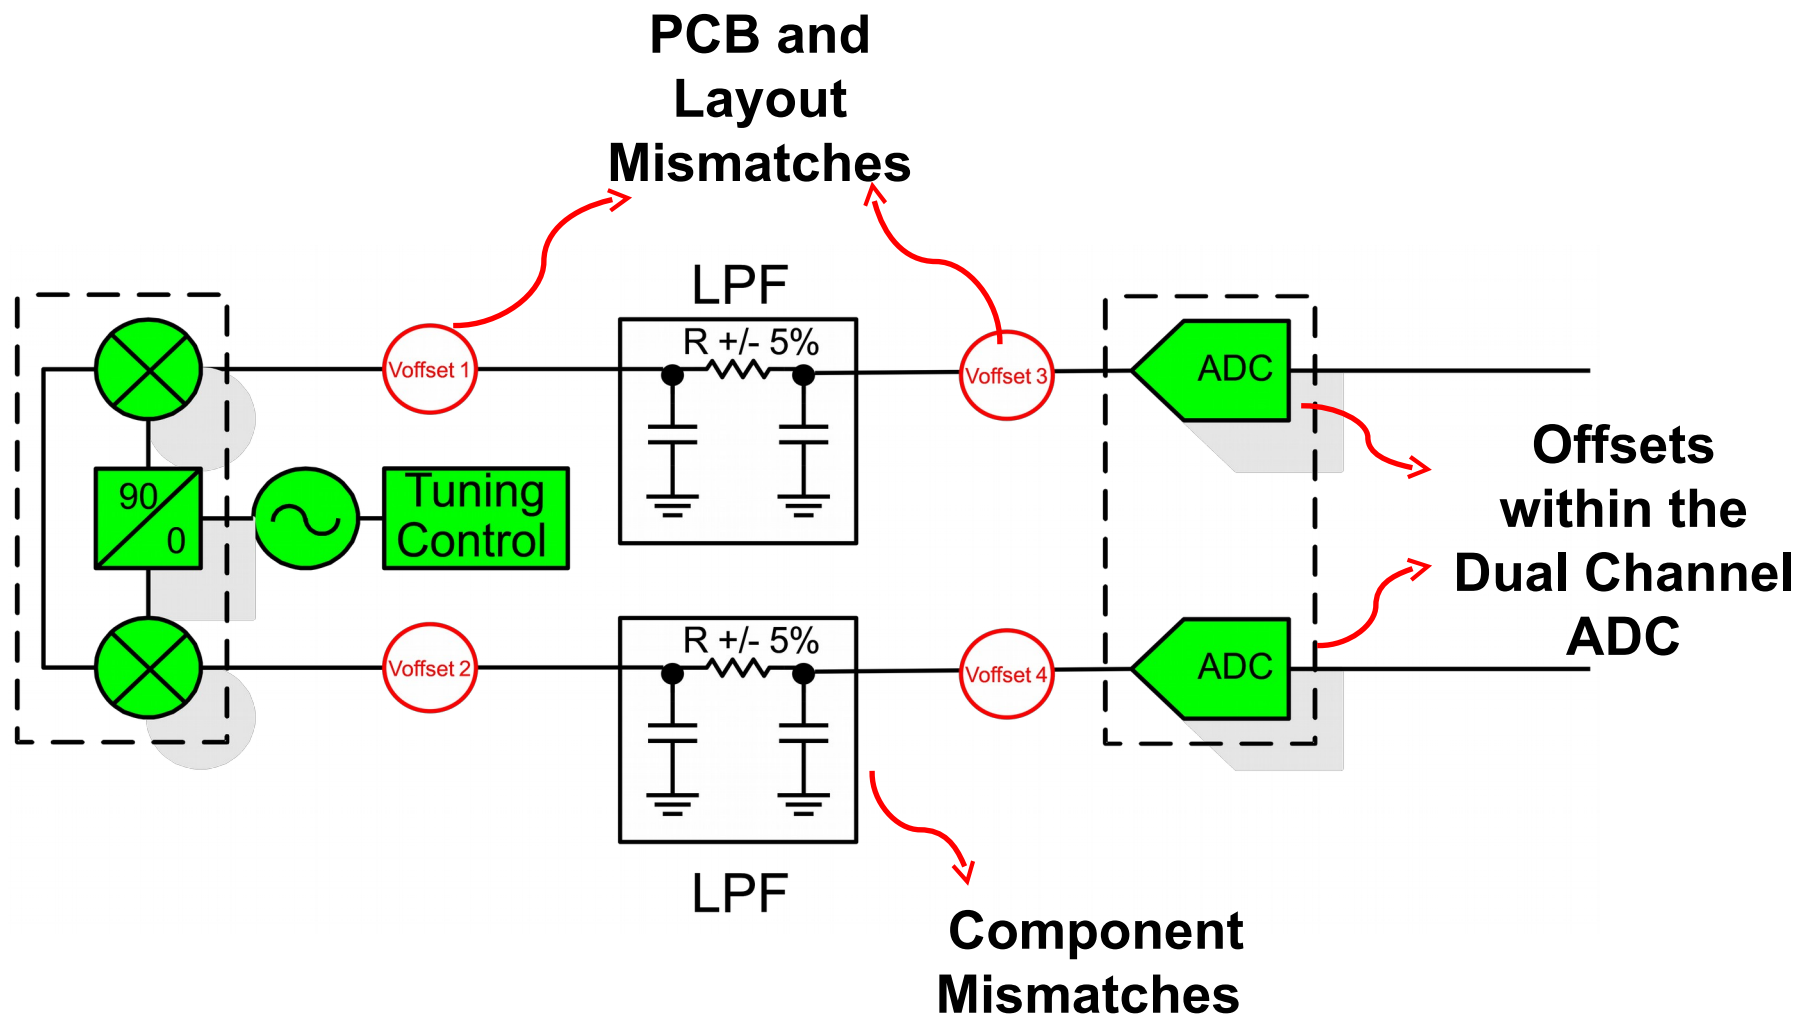 PCB and
Layout
Mismatches
LPF
R +/- 5%
Voffset 1
Voffset 3
ADC
90
0
Tuning
Control
Offsets
within the
Dual Channel
ADC
R +/- 5%
Voffset 2
Voffset 4
ADC
LPF
Component
Mismatches